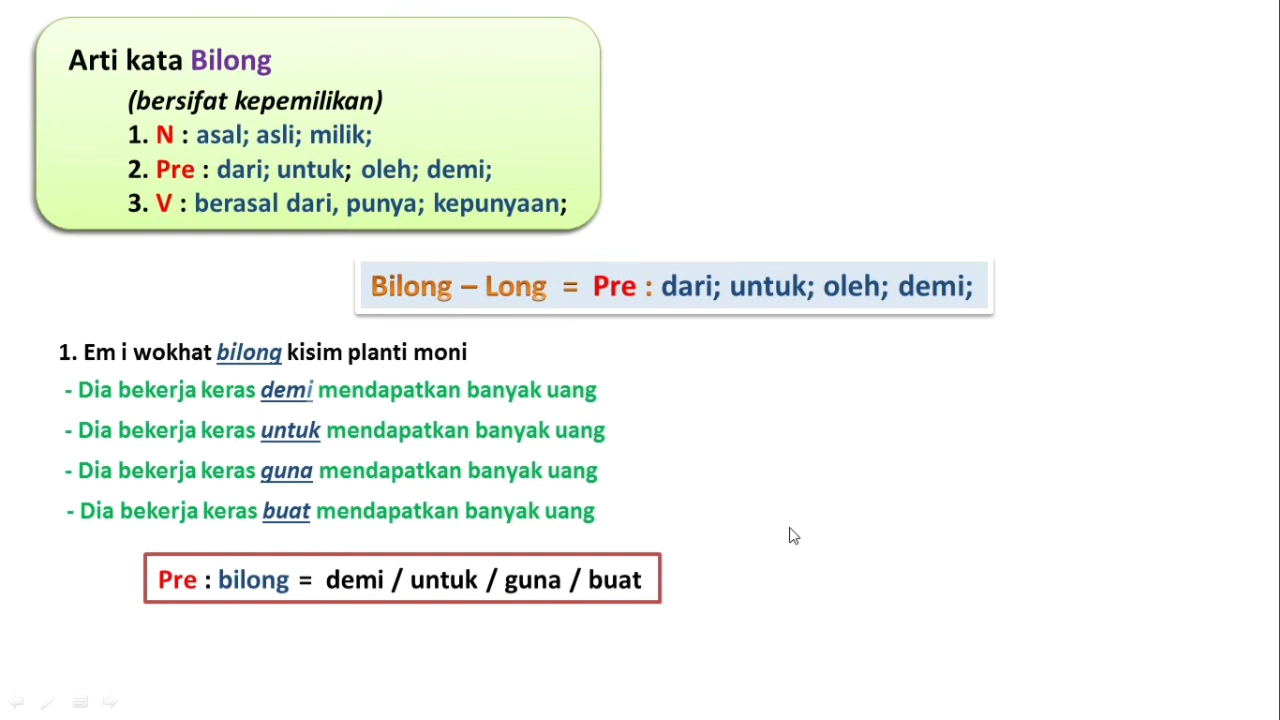 Arti kata Bilong
(bersifat kepemilikan)
1. N : asal; asli; milik;
2. Pre : dari; untuk; oleh; demi;
3. V : berasal dari, punya; kepunyaan;
Bilong – Long = Pre : dari; untuk; oleh; demi;
1. Em i wokhat bilong kisim planti moni
- Dia bekerja keras demi mendapatkan banyak uang
- Dia bekerja keras untuk mendapatkan banyak uang
- Dia bekerja keras guna mendapatkan banyak uang
- Dia bekerja keras buat mendapatkan banyak uang
Pre : bilong = demi / untuk / guna / buat